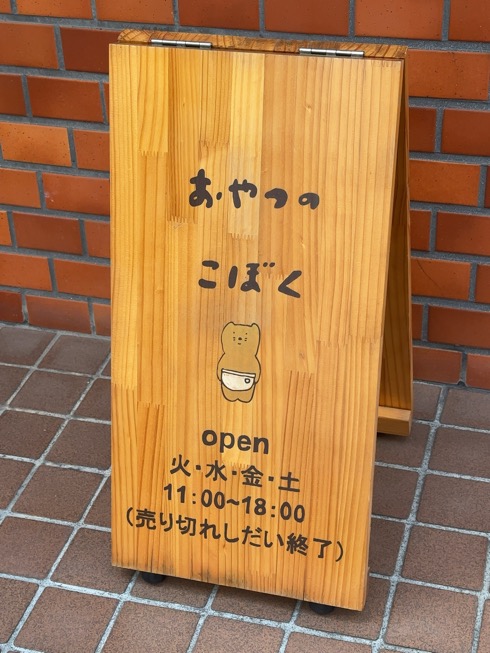 おやつの
こぼく
open
火・水・金・土
11:00~18:00
(売り切れしだい終了)